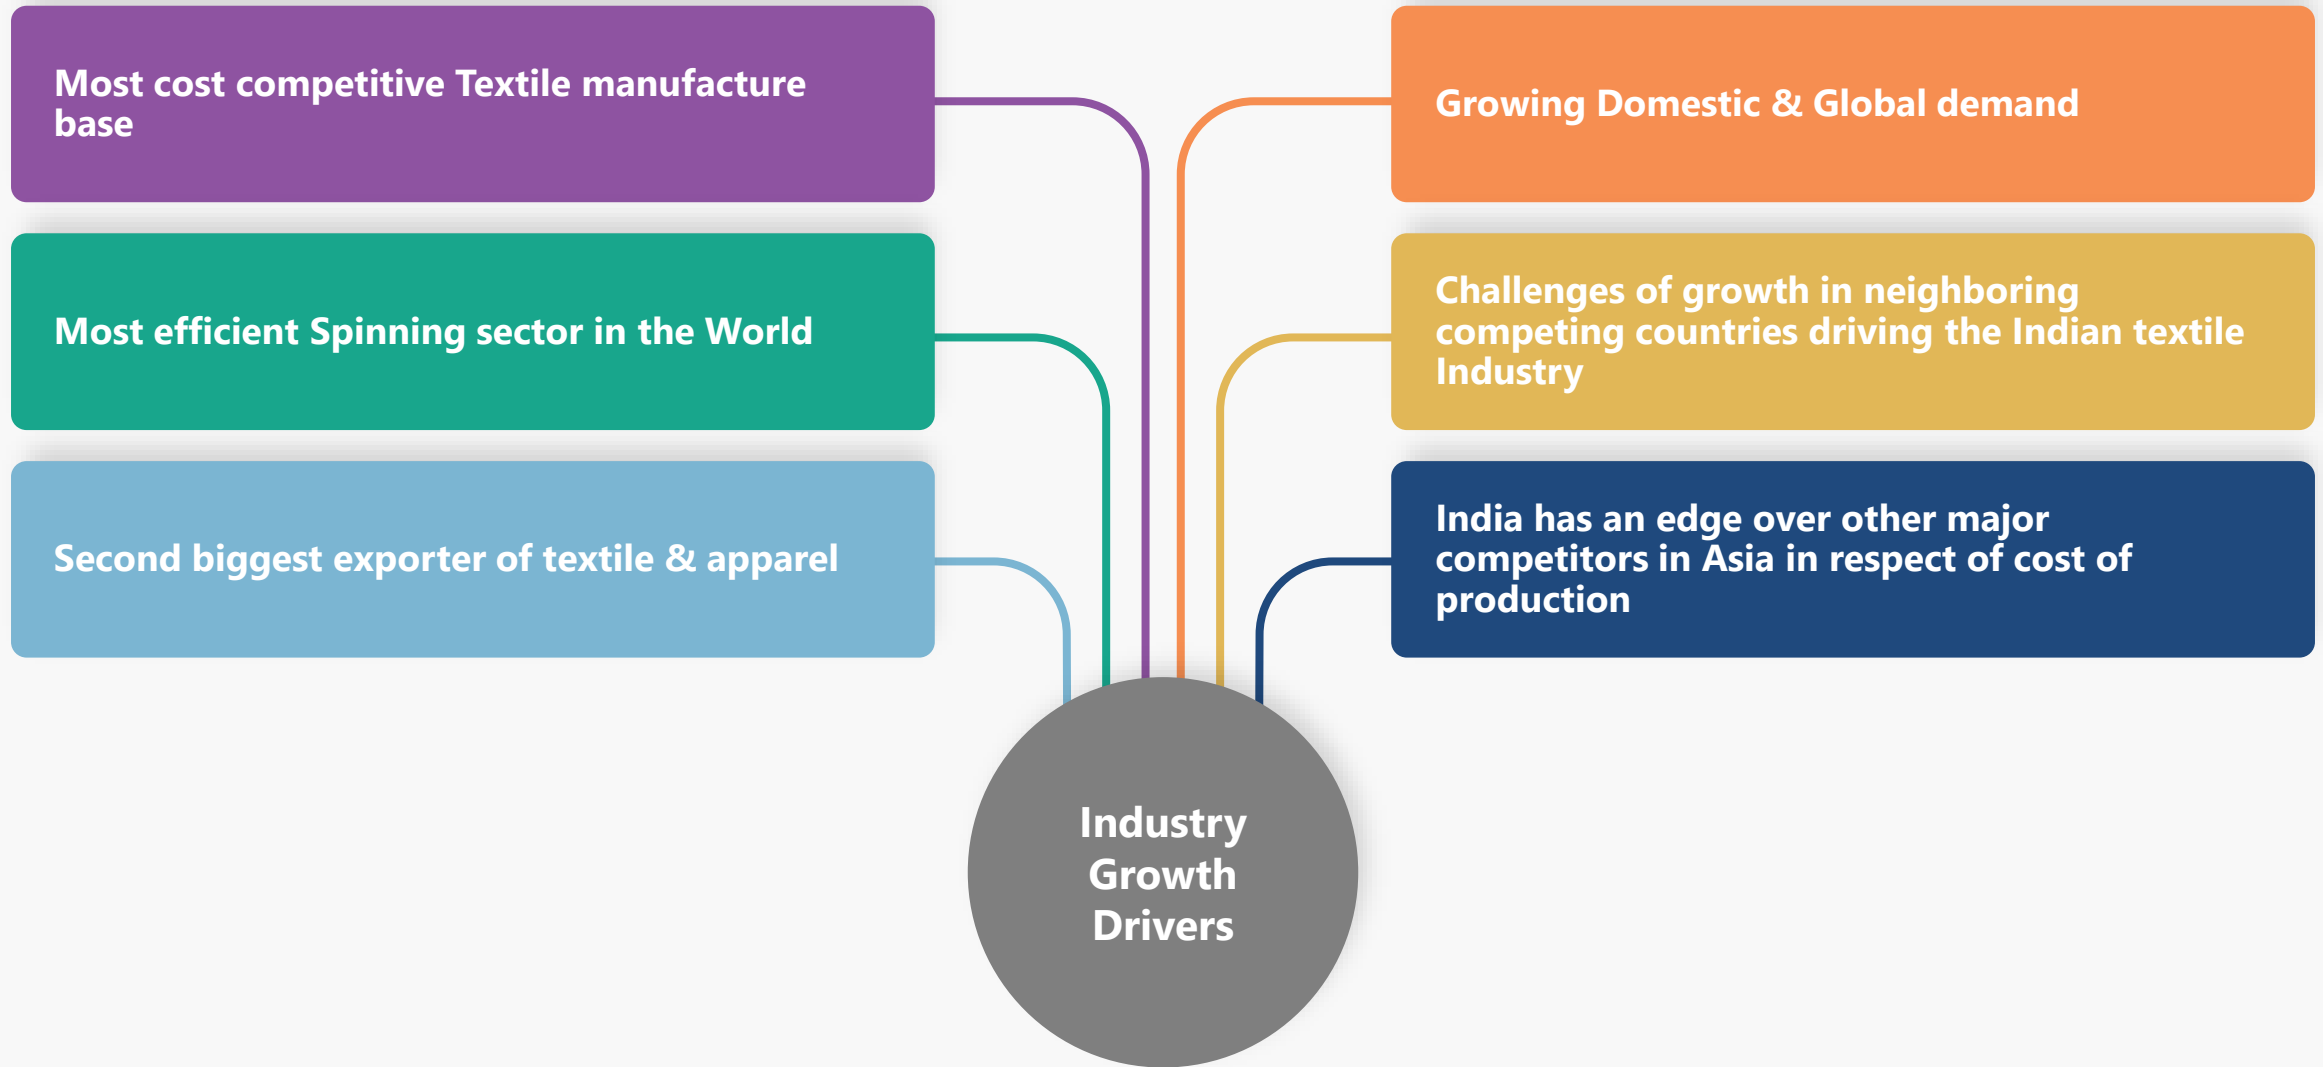 Most cost competitive Textile manufacture
base
Most efficient Spinning sector in the World
Second biggest exporter of textile & apparel
Growing Domestic & Global demand
Challenges of growth in neighboring
competing countries driving the Indian textile
Industry
India has an edge over other major
competitors in Asia in respect of cost of
production
Industry
Growth
Drivers